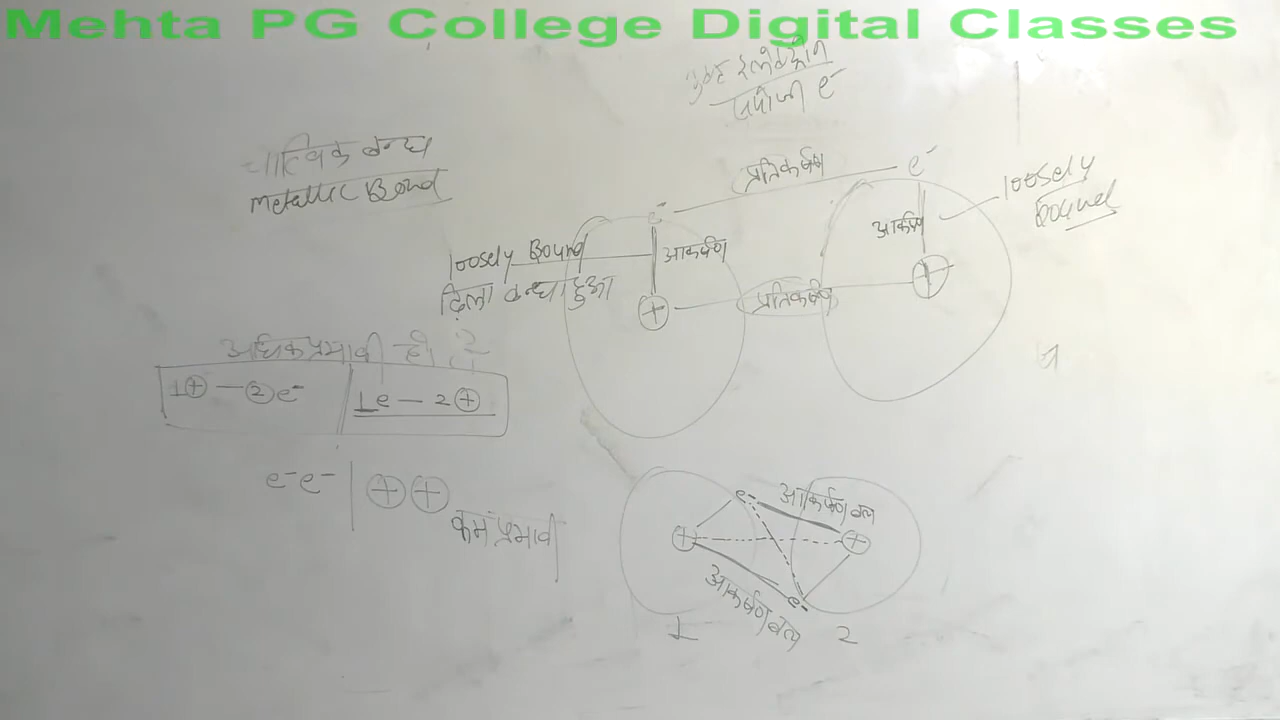 Mehta PG College Digital Classes
इलेक्ट्रॉन
संयोजी e⁻
धात्विक बन्ध
metallic Bond
प्रतिकर्षण
e⁻
loosely
Bound
e⁻
आकर्षण
आकर्षण
loosely Bound
ढिला बन्धा हुआ
+
प्रतिकर्षण
+
अधिक प्रभावी
1⊕ — ②e⁻
1e — 2⊕
e⁻e⁻
⊕⊕
कम प्रभावी
e⁻
आकर्षण बल
+
+
आकर्षण बल
e⁻
1
2